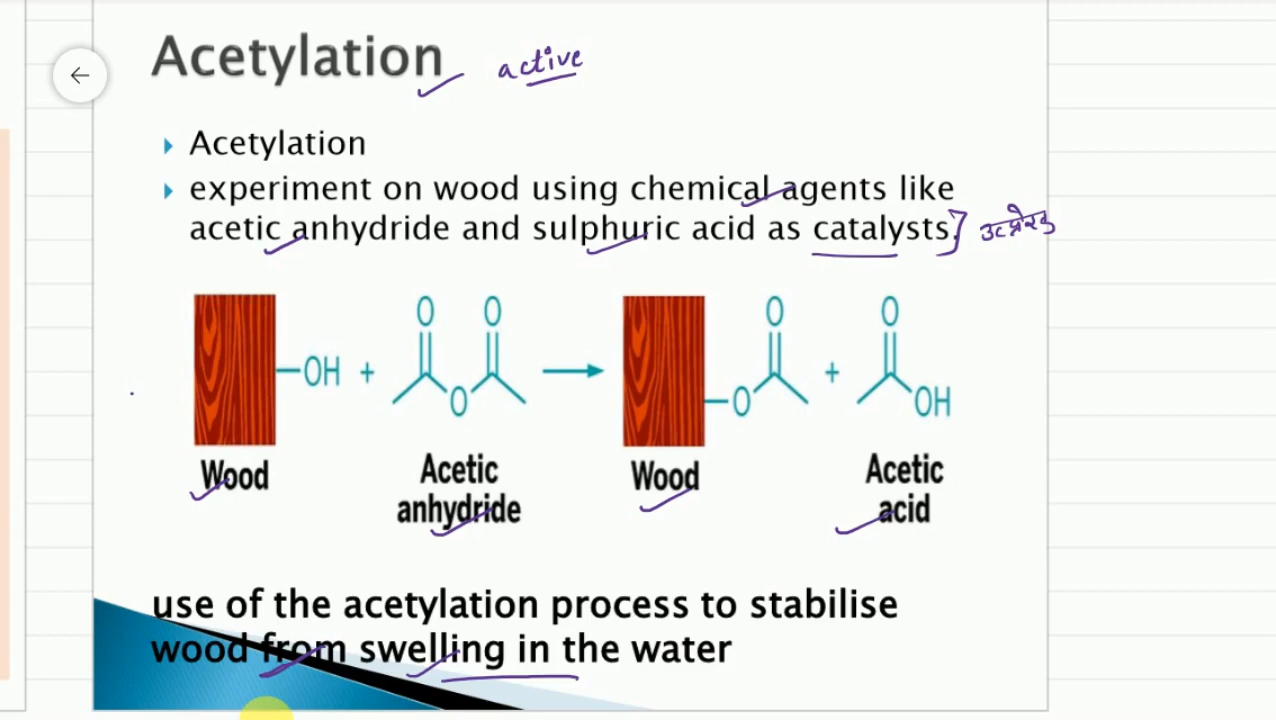 Acetylation active
Acetylation
experiment on wood using chemical agents like
acetic anhydride and sulphuric acid as catalysts.} उत्प्रेरक
OH + O O O → O O + O OH
Wood Acetic anhydride Wood Acetic acid
use of the acetylation process to stabilise
wood from swelling in the water